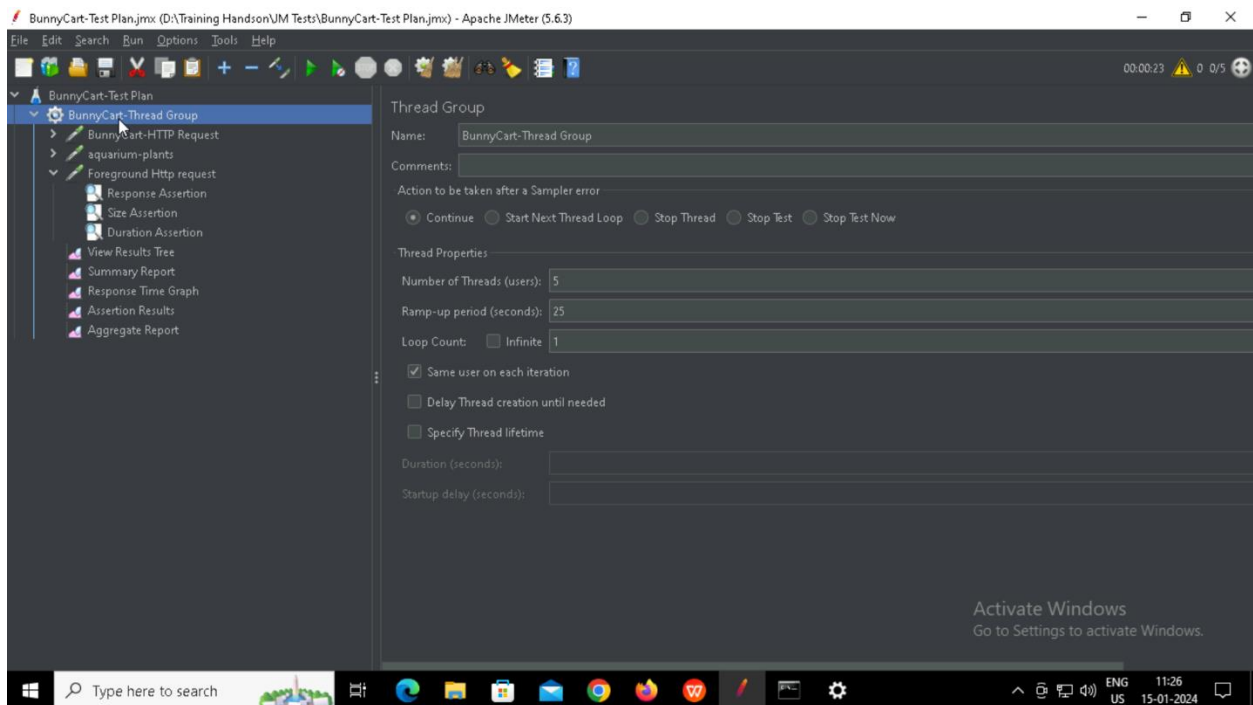 BunnyCart-Test Plan.jmx (D:\Training Handson\JM Tests\BunnyCart-Test Plan.jmx) - Apache JMeter (5.6.3)
File Edit Search Run Options Tools Help
00:00:23 0 0/5
BunnyCart-Test Plan
BunnyCart-Thread Group
BunnyCart-HTTP Request
aquarium-plants
Foreground Http request
Response Assertion
Size Assertion
Duration Assertion
View Results Tree
Summary Report
Response Time Graph
Assertion Results
Aggregate Report
Thread Group
Name: BunnyCart-Thread Group
Comments:
Action to be taken after a Sampler error
Continue Start Next Thread Loop Stop Thread Stop Test Stop Test Now
Thread Properties
Number of Threads (users): 5
Ramp-up period (seconds): 25
Loop Count: Infinite 1
Same user on each iteration
Delay Thread creation until needed
Specify Thread lifetime
Duration (seconds):
Startup delay (seconds):
Activate Windows
Go to Settings to activate Windows.
Type here to search
ENG
US
11:26
15-01-2024